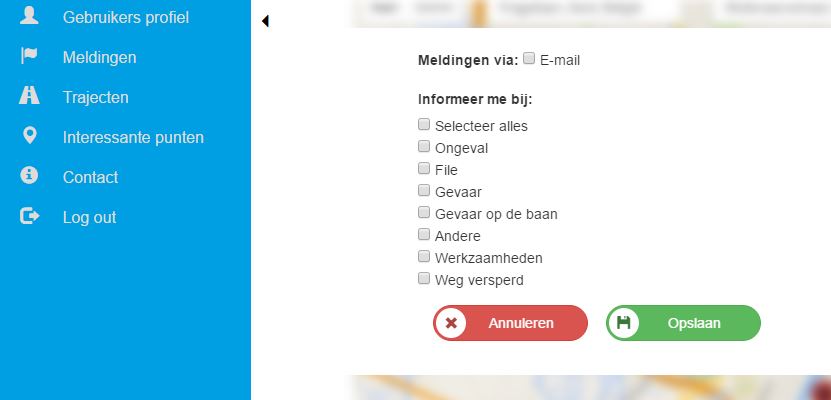 Gebruikers profiel
Meldingen
Trajecten
Interessante punten
Contact
Log out
Meldingen via: E-mail
Informeer me bij:
Selecteer alles
Ongeval
File
Gevaar
Gevaar op de baan
Andere
Werkzaamheden
Weg versperd
Annuleren
Opslaan